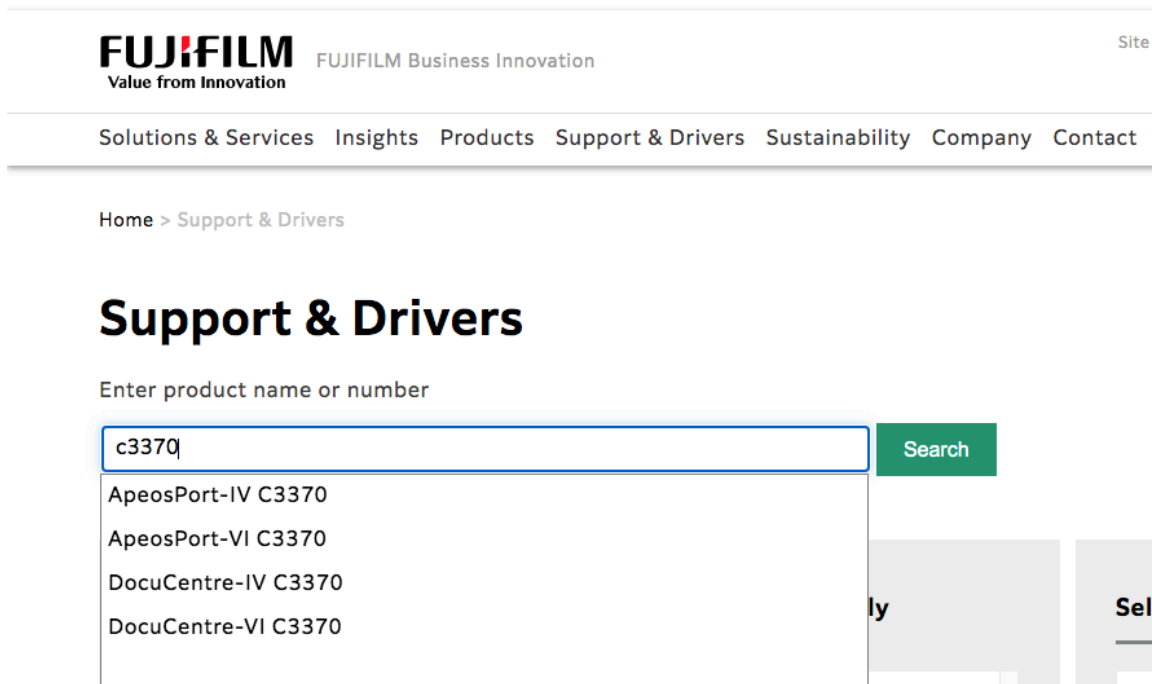 FUJIFILM
Value from Innovation
FUJIFILM Business Innovation
Site
Solutions & Services Insights Products Support & Drivers Sustainability Company Contact
Home > Support & Drivers
Support & Drivers
Enter product name or number
c3370
Search
ApeosPort-IV C3370
ApeosPort-VI C3370
DocuCentre-IV C3370
DocuCentre-VI C3370
ly
Sel